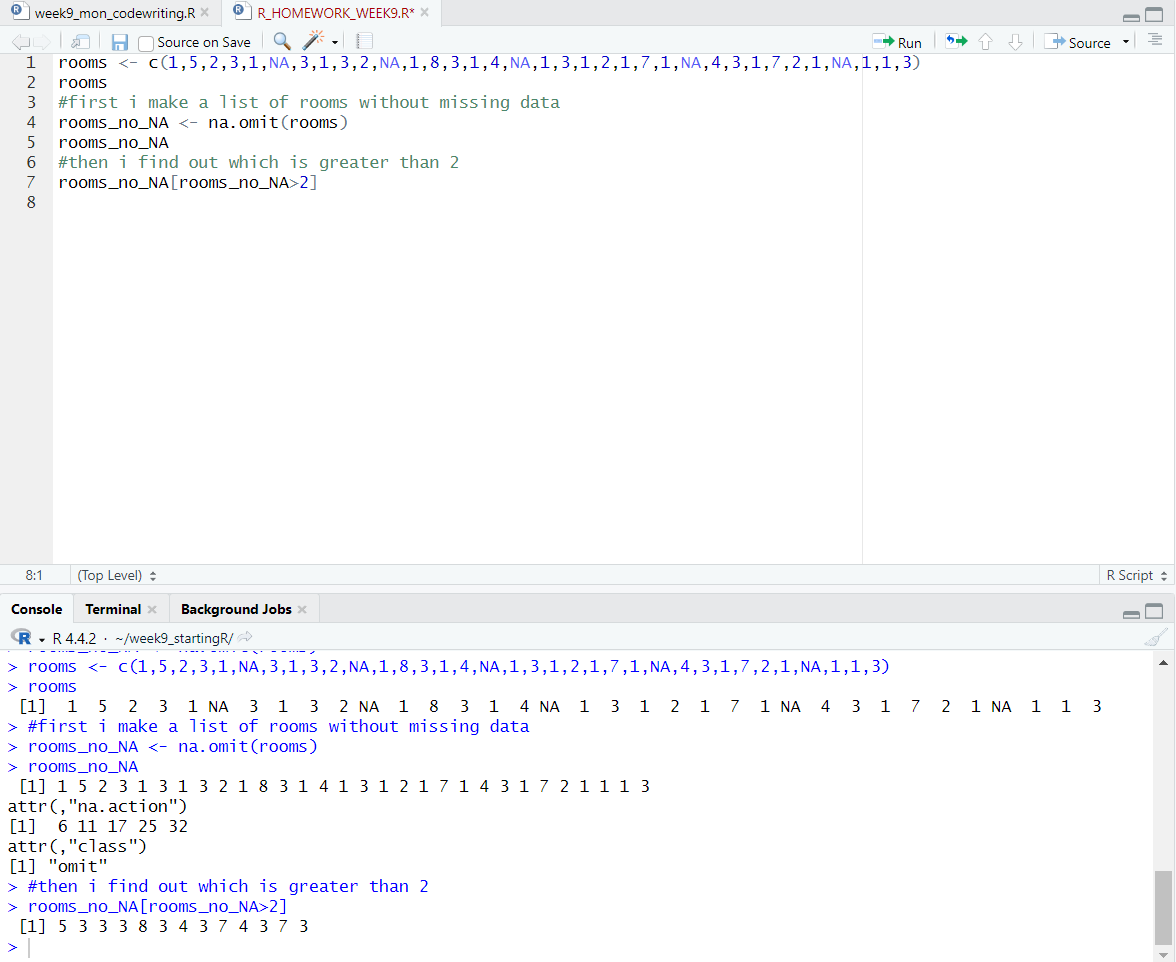 week9_mon_codewriting.R
R_HOMEWORK_WEEK9.R*
Source on Save
Run
Source
1 rooms <- c(1,5,2,3,1,NA,3,1,3,2,NA,1,8,3,1,4,NA,1,3,1,2,1,7,1,NA,4,3,1,7,2,1,NA,1,1,3)
2 rooms
3 #first i make a list of rooms without missing data
4 rooms_no_NA <- na.omit(rooms)
5 rooms_no_NA
6 #then i find out which is greater than 2
7 rooms_no_NA[rooms_no_NA>2]
8
8:1 (Top Level) R Script
Console Terminal Background Jobs
R 4.4.2 · ~/week9_startingR/
> rooms <- c(1,5,2,3,1,NA,3,1,3,2,NA,1,8,3,1,4,NA,1,3,1,2,1,7,1,NA,4,3,1,7,2,1,NA,1,1,3)
> rooms
[1] 1 5 2 3 1 NA 3 1 3 2 NA 1 8 3 1 4 NA 1 3 1 2 1 7 1 NA 4 3 1 7 2 1 NA 1 1 3
> #first i make a list of rooms without missing data
> rooms_no_NA <- na.omit(rooms)
> rooms_no_NA
[1] 1 5 2 3 1 3 1 3 2 1 8 3 1 4 1 3 1 2 1 7 1 4 3 1 7 2 1 1 1 3
attr(,"na.action")
[1] 6 11 17 25 32
attr(,"class")
[1] "omit"
> #then i find out which is greater than 2
> rooms_no_NA[rooms_no_NA>2]
[1] 5 3 3 3 8 3 4 3 7 4 3 7 3
>